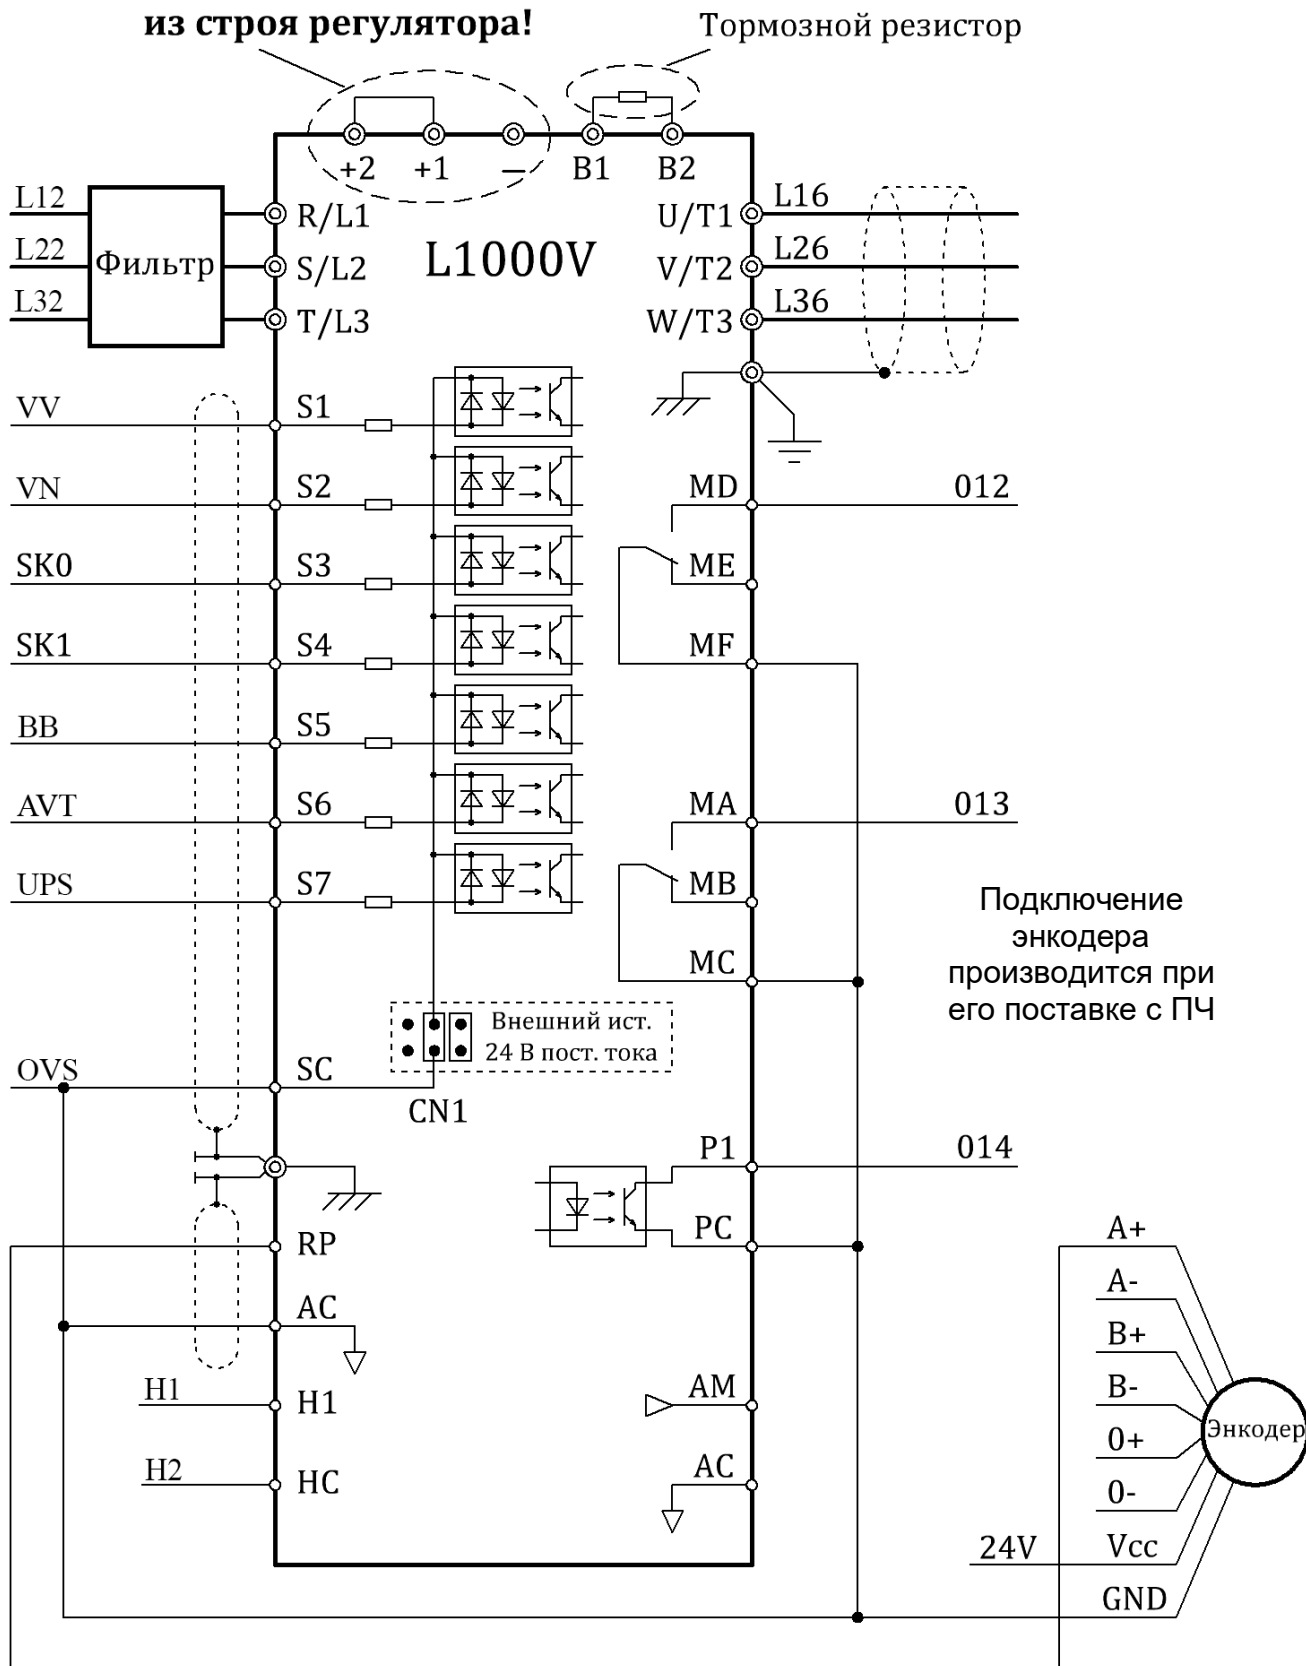 из строя регулятора!
Тормозной резистор
+2 +1 – B1 B2
L12
L22
L32
Фильтр
R/L1
S/L2
T/L3
L1000V
U/T1
V/T2
W/T3
L16
L26
L36
VV S1
VN S2
SK0 S3
SK1 S4
BB S5
AVT S6
UPS S7
MD 012
ME
MF
MA 013
MB
MC
Подключение
энкодера
производится при
его поставке с ПЧ
Внешний ист.
24 В пост. тока
OVS SC
CN1
P1 014
PC
RP
AC
H1 H1
H2 HC
AM
AC
A+
A-
B+
B-
0+
0-
24V Vcc
GND
Энкодер